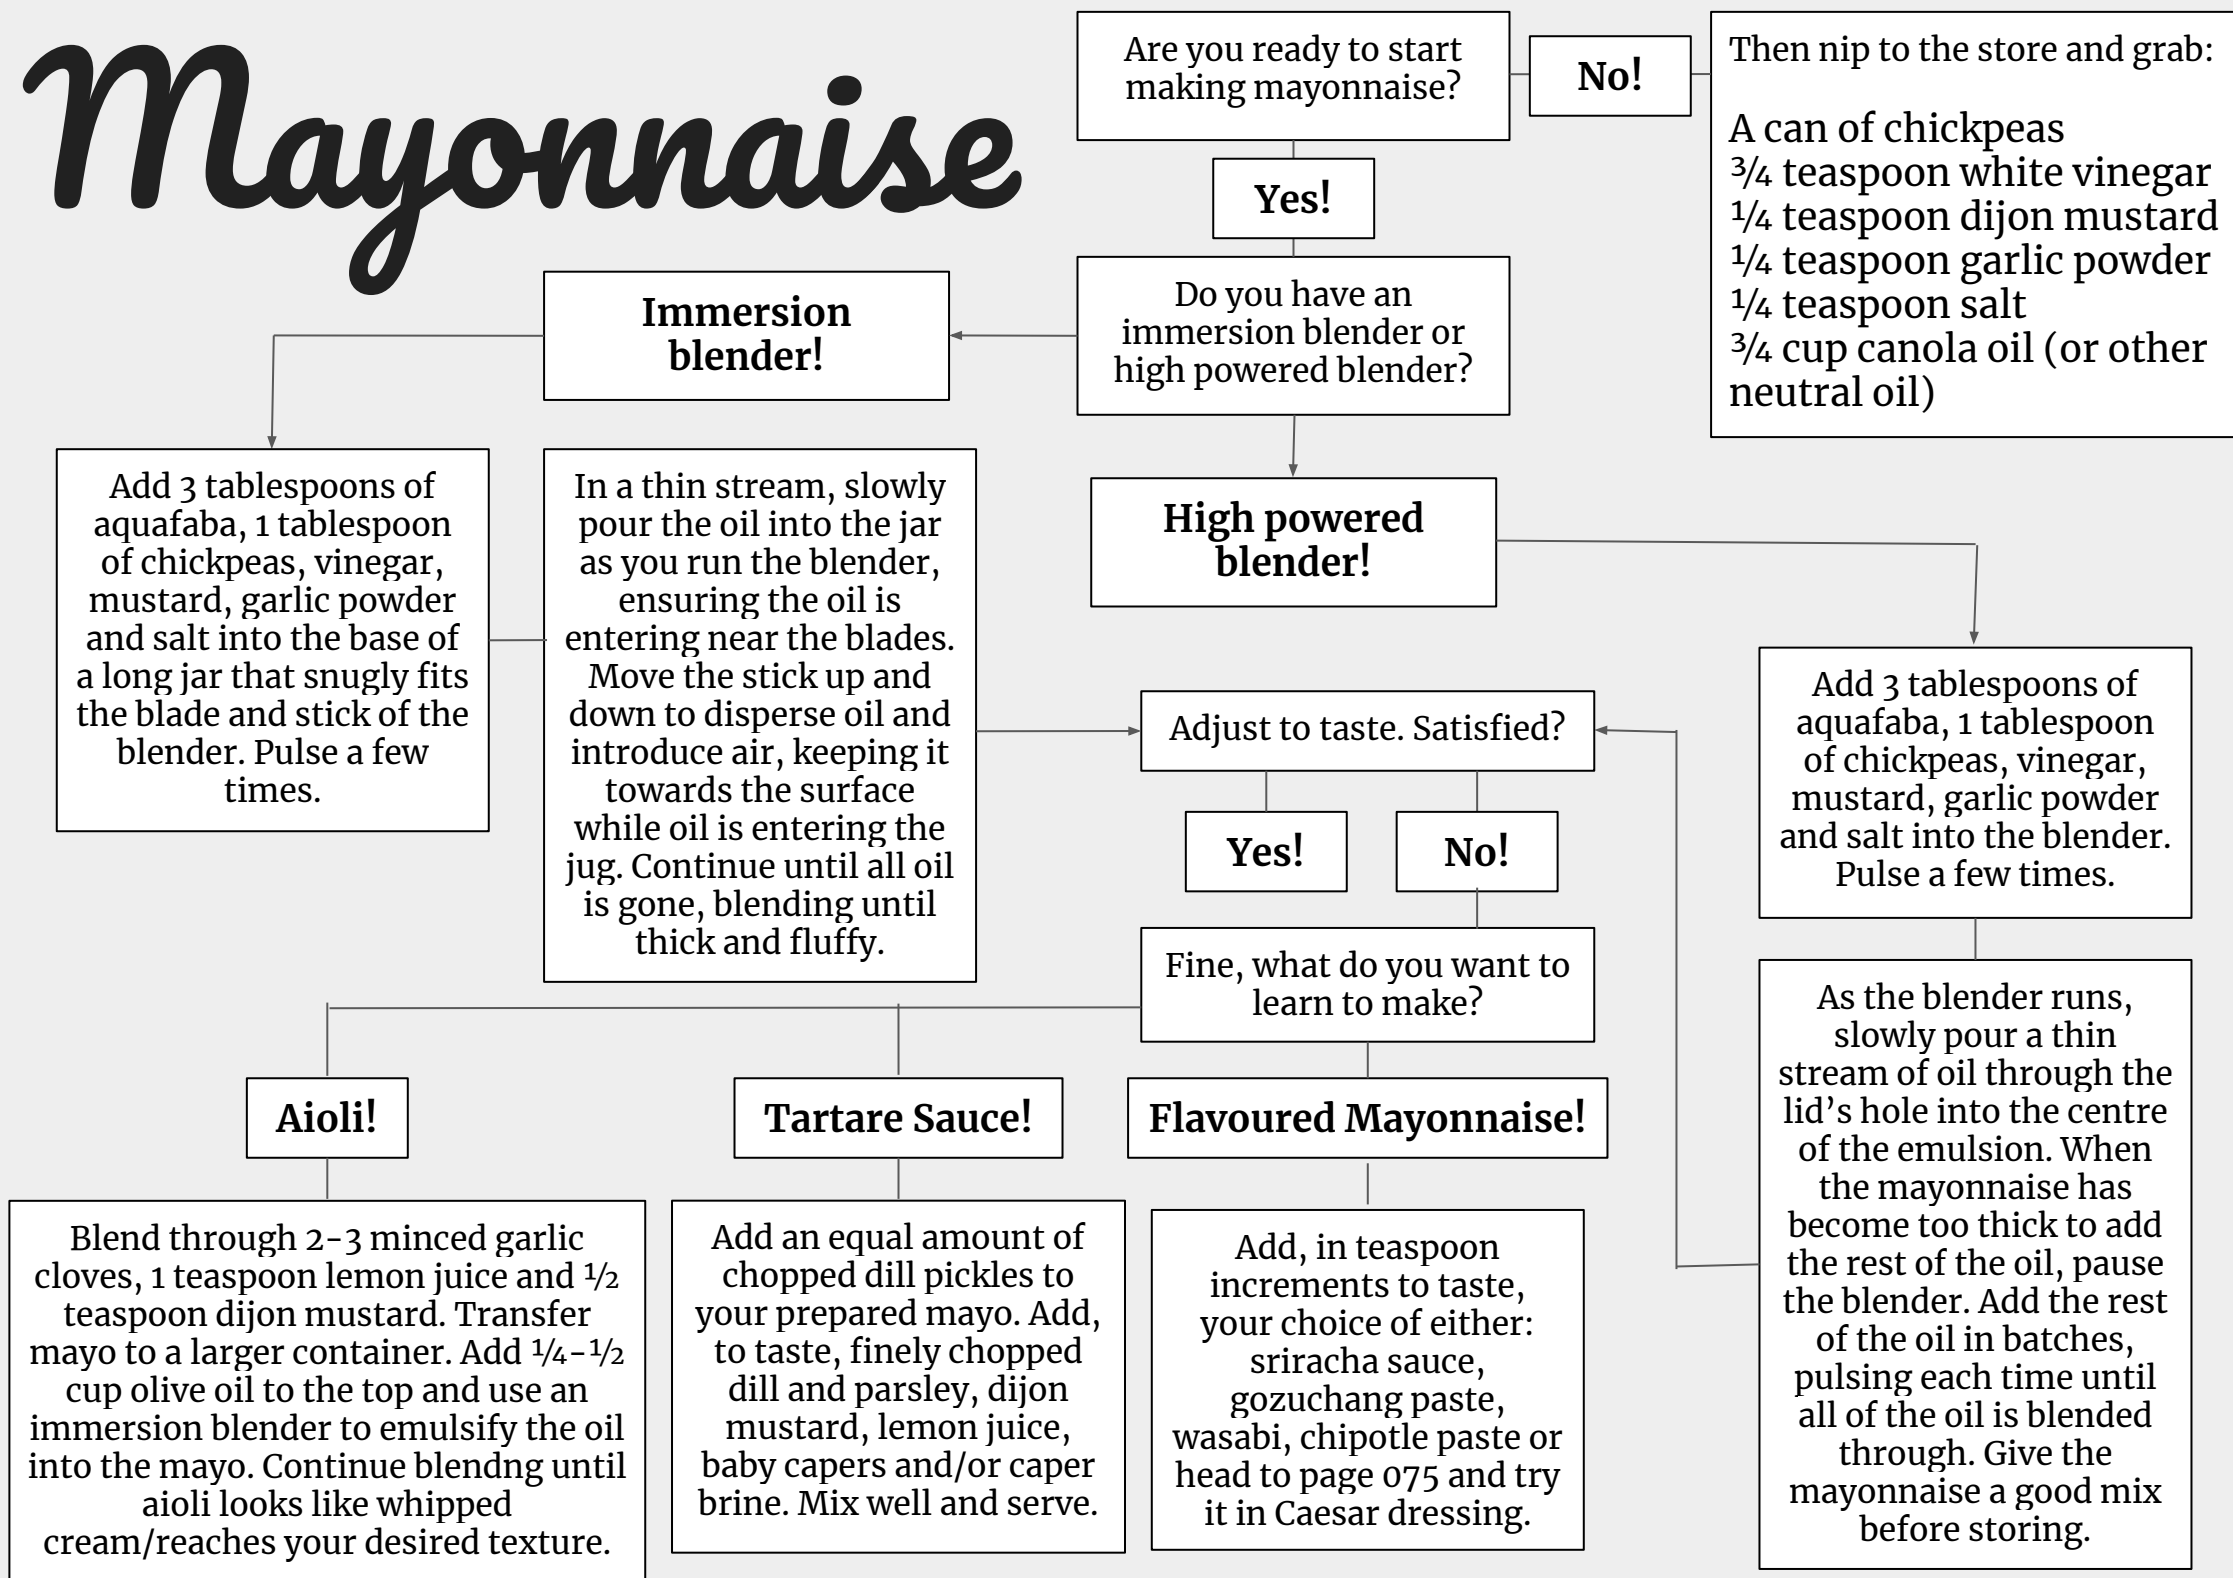 Mayonnaise
Are you ready to start
making mayonnaise?
No!
Then nip to the store and grab:
A can of chickpeas
¾ teaspoon white vinegar
¼ teaspoon dijon mustard
¼ teaspoon garlic powder
¼ teaspoon salt
¾ cup canola oil (or other
neutral oil)
Yes!
Do you have an
immersion blender or
high powered blender?
Immersion
blender!
Add 3 tablespoons of
aquafaba, 1 tablespoon
of chickpeas, vinegar,
mustard, garlic powder
and salt into the base of
a long jar that snugly fits
the blade and stick of the
blender. Pulse a few
times.
In a thin stream, slowly
pour the oil into the jar
as you run the blender,
ensuring the oil is
entering near the blades.
Move the stick up and
down to disperse oil and
introduce air, keeping it
towards the surface
while oil is entering the
jug. Continue until all oil
is gone, blending until
thick and fluffy.
High powered
blender!
Add 3 tablespoons of
aquafaba, 1 tablespoon
of chickpeas, vinegar,
mustard, garlic powder
and salt into the blender.
Pulse a few times.
As the blender runs,
slowly pour a thin
stream of oil through the
lid’s hole into the centre
of the emulsion. When
the mayonnaise has
become too thick to add
the rest of the oil, pause
the blender. Add the rest
of the oil in batches,
pulsing each time until
all of the oil is blended
through. Give the
mayonnaise a good mix
before storing.
Adjust to taste. Satisfied?
Yes!
No!
Fine, what do you want to
learn to make?
Aioli!
Blend through 2-3 minced garlic
cloves, 1 teaspoon lemon juice and ½
teaspoon dijon mustard. Transfer
mayo to a larger container. Add ¼-½
cup olive oil to the top and use an
immersion blender to emulsify the oil
into the mayo. Continue blendng until
aioli looks like whipped
cream/reaches your desired texture.
Tartare Sauce!
Add an equal amount of
chopped dill pickles to
your prepared mayo. Add,
to taste, finely chopped
dill and parsley, dijon
mustard, lemon juice,
baby capers and/or caper
brine. Mix well and serve.
Flavoured Mayonnaise!
Add, in teaspoon
increments to taste,
your choice of either:
sriracha sauce,
gozuchang paste,
wasabi, chipotle paste or
head to page 075 and try
it in Caesar dressing.